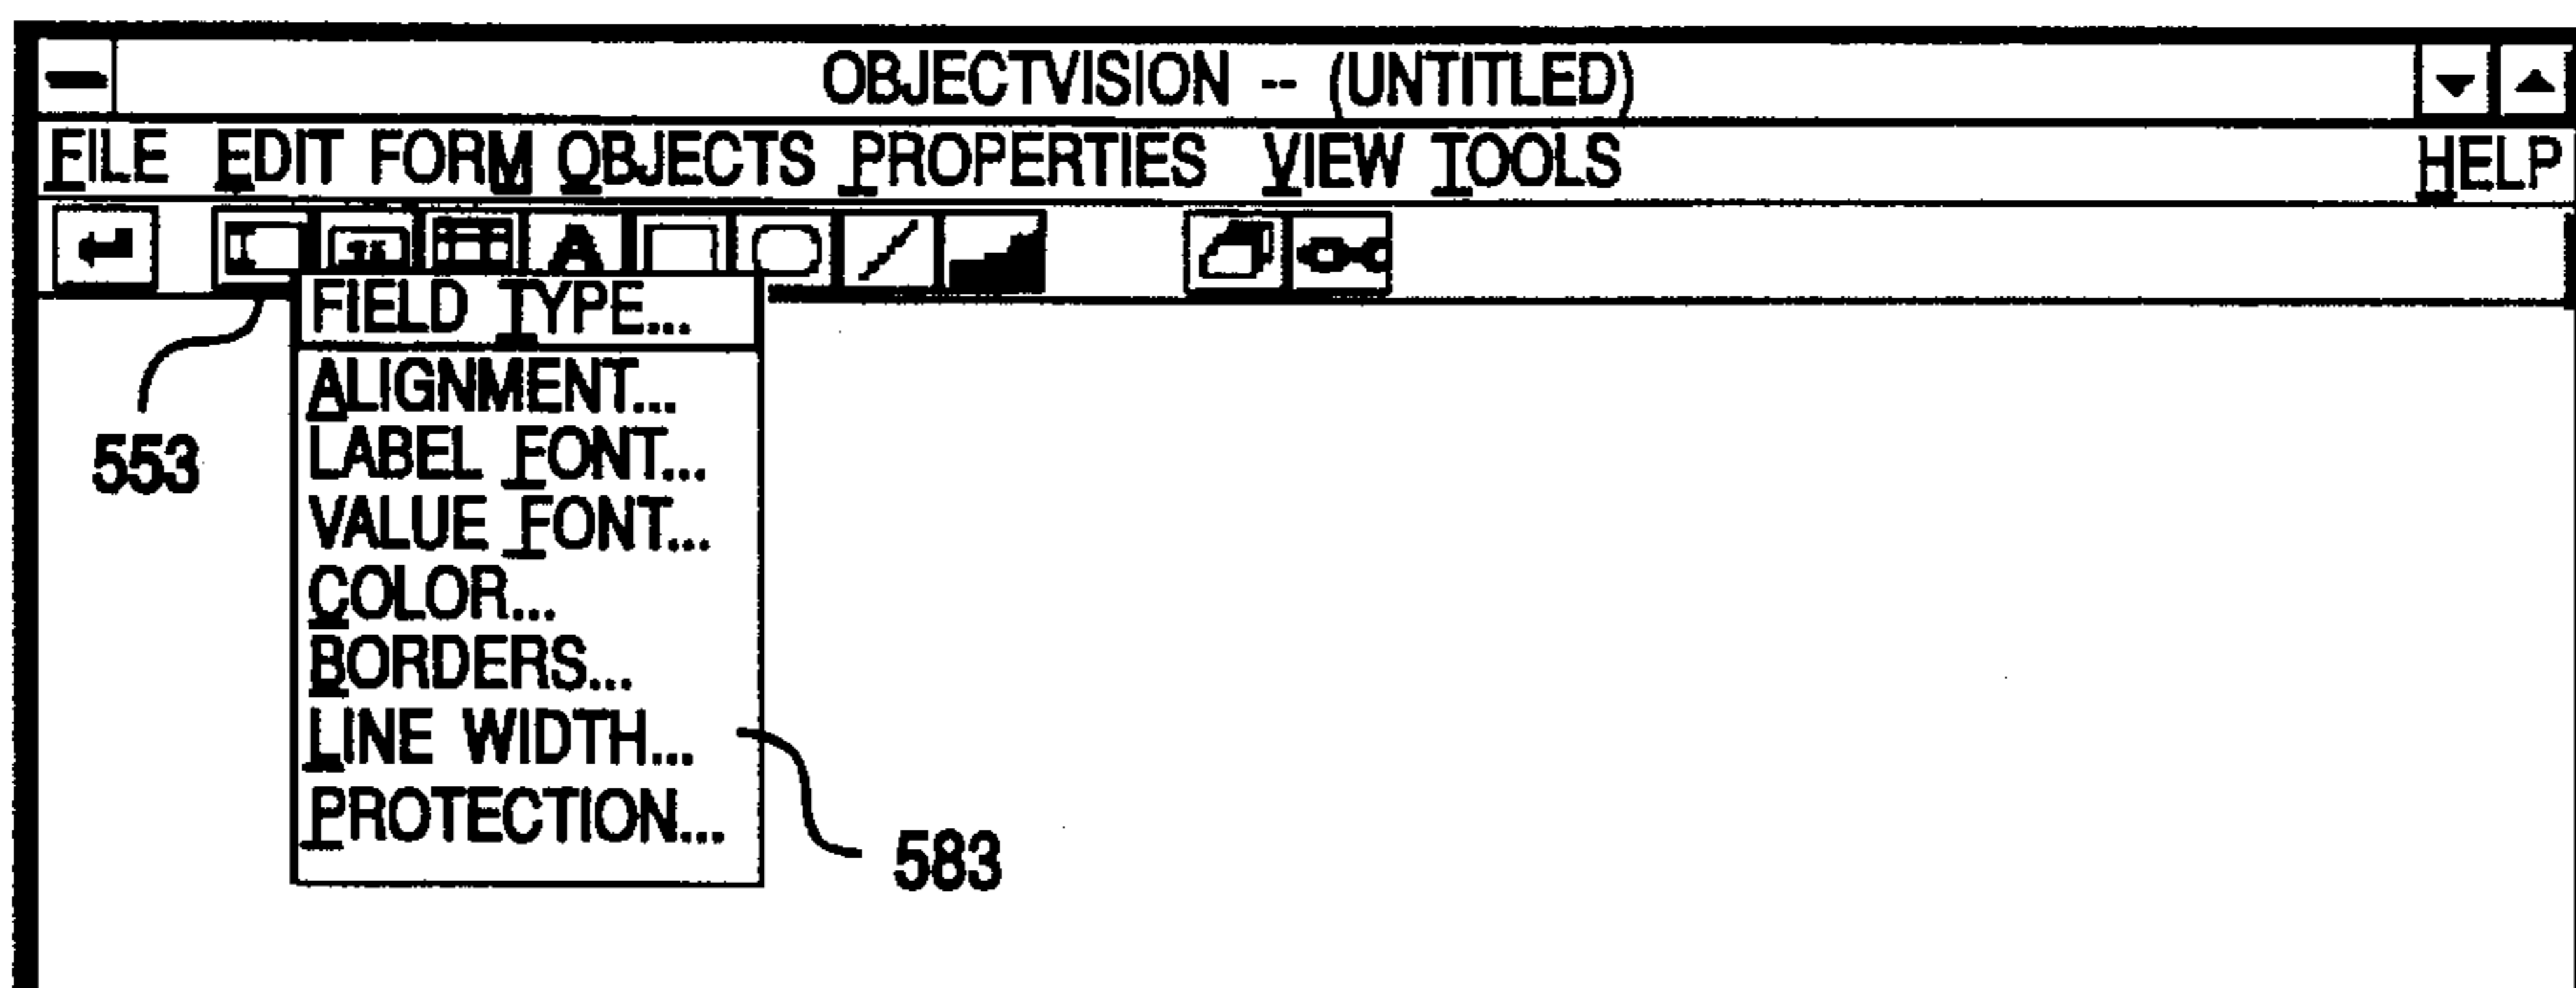 OBJECTVISION -- (UNTITLED)
FILE EDIT FORM OBJECTS PROPERTIES VIEW TOOLS HELP
A
FIELD TYPE...
ALIGNMENT...
LABEL FONT...
VALUE FONT...
COLOR...
BORDERS...
LINE WIDTH...
PROTECTION...
553
583